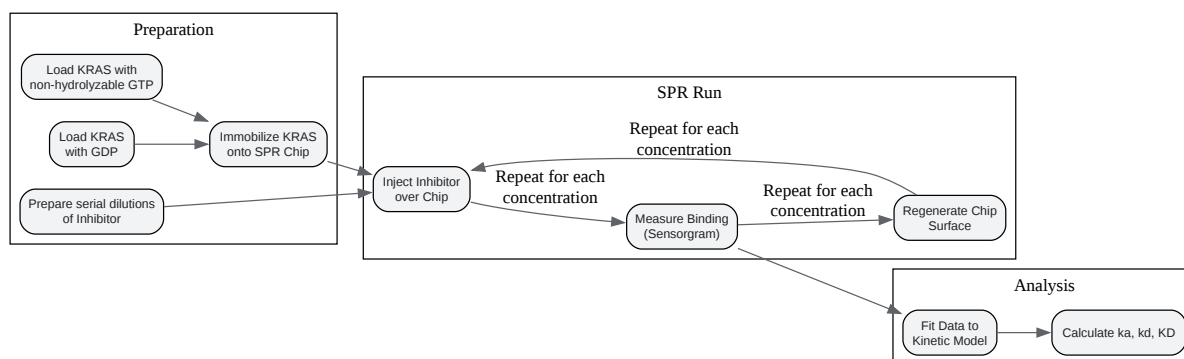 Preparation
Load KRAS with
non-hydrolyzable GTP
Load KRAS
with GDP
Immobilize KRAS
onto SPR Chip
Prepare serial dilutions
of Inhibitor
SPR Run
Repeat for each
concentration
Inject Inhibitor
over Chip
Repeat for each
concentration
Measure Binding
(Sensorgram)
Repeat for each
concentration
Regenerate Chip
Surface
Analysis
Fit Data to
Kinetic Model
Calculate ka, kd, KD